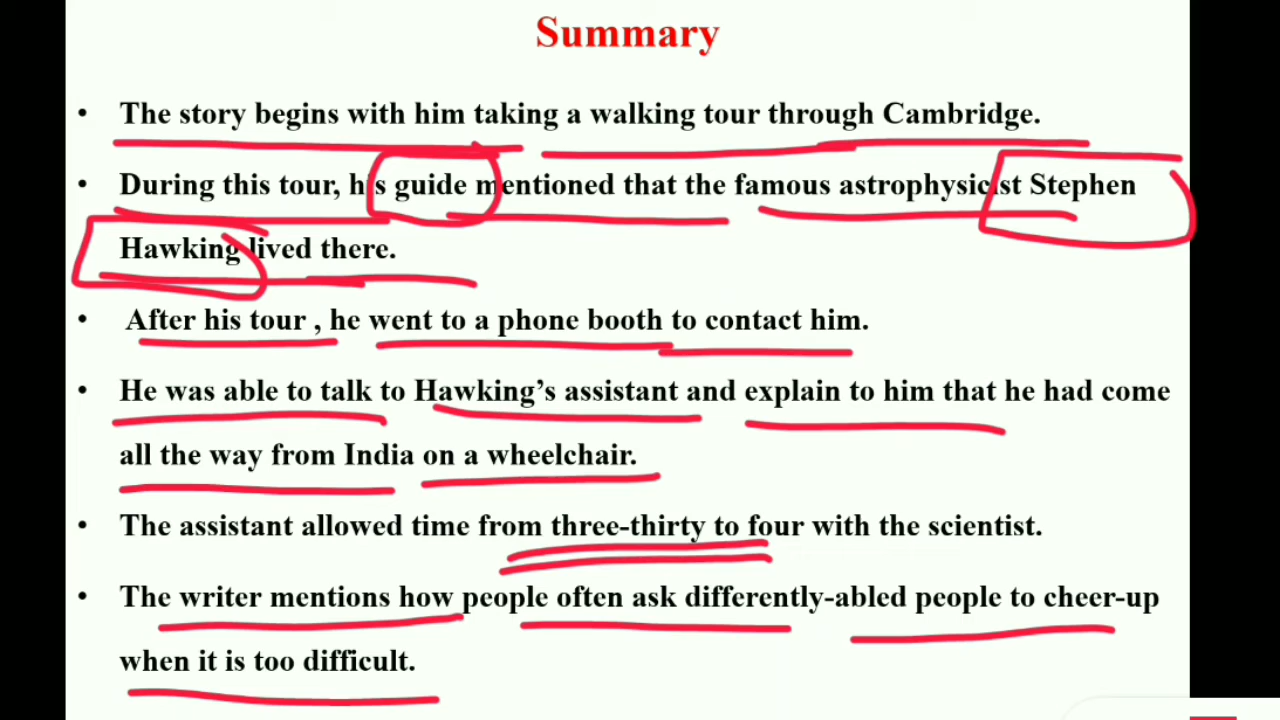 Summary
• The story begins with him taking a walking tour through Cambridge.
• During this tour, his guide mentioned that the famous astrophysicist Stephen
Hawking lived there.
• After his tour , he went to a phone booth to contact him.
• He was able to talk to Hawking’s assistant and explain to him that he had come
all the way from India on a wheelchair.
• The assistant allowed time from three-thirty to four with the scientist.
• The writer mentions how people often ask differently-abled people to cheer-up
when it is too difficult.